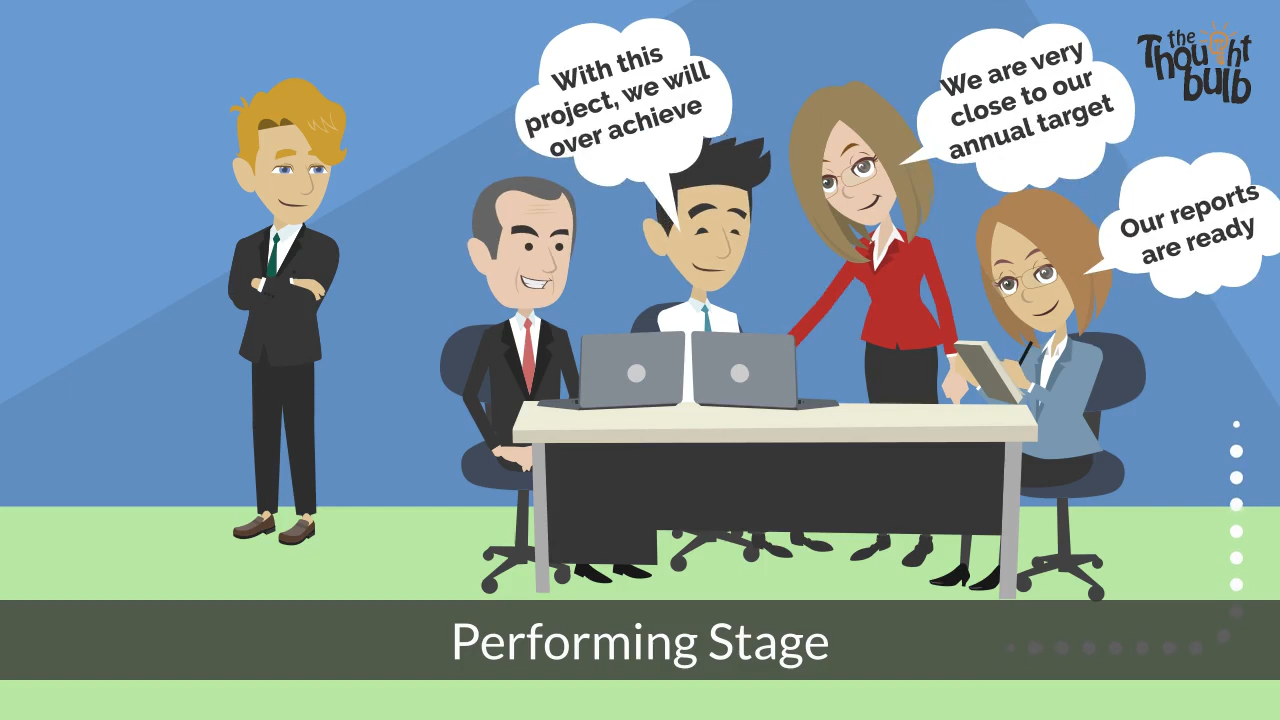 With this
project, we will
over achieve
We are very
close to our
annual target
the
Thought
bulb
Our reports
are ready
Performing Stage